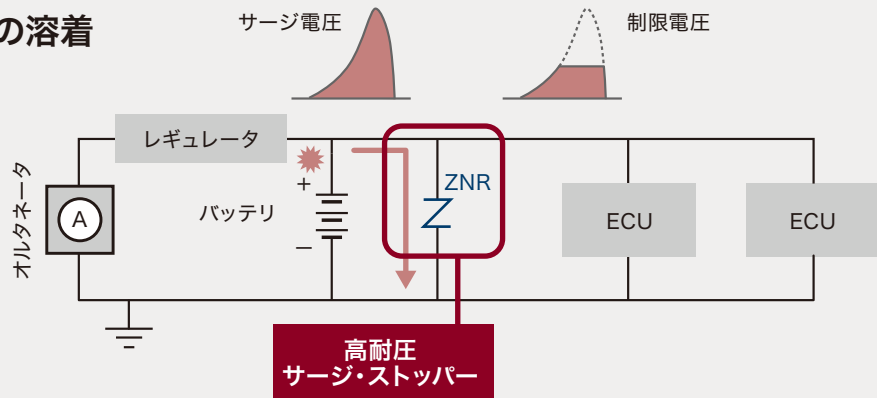 の溶着
サージ電圧
制限電圧
レギュレータ
オルタネータ
A
バッテリ
+
−
ZNR
ECU
ECU
高耐圧
サージ・ストッパー